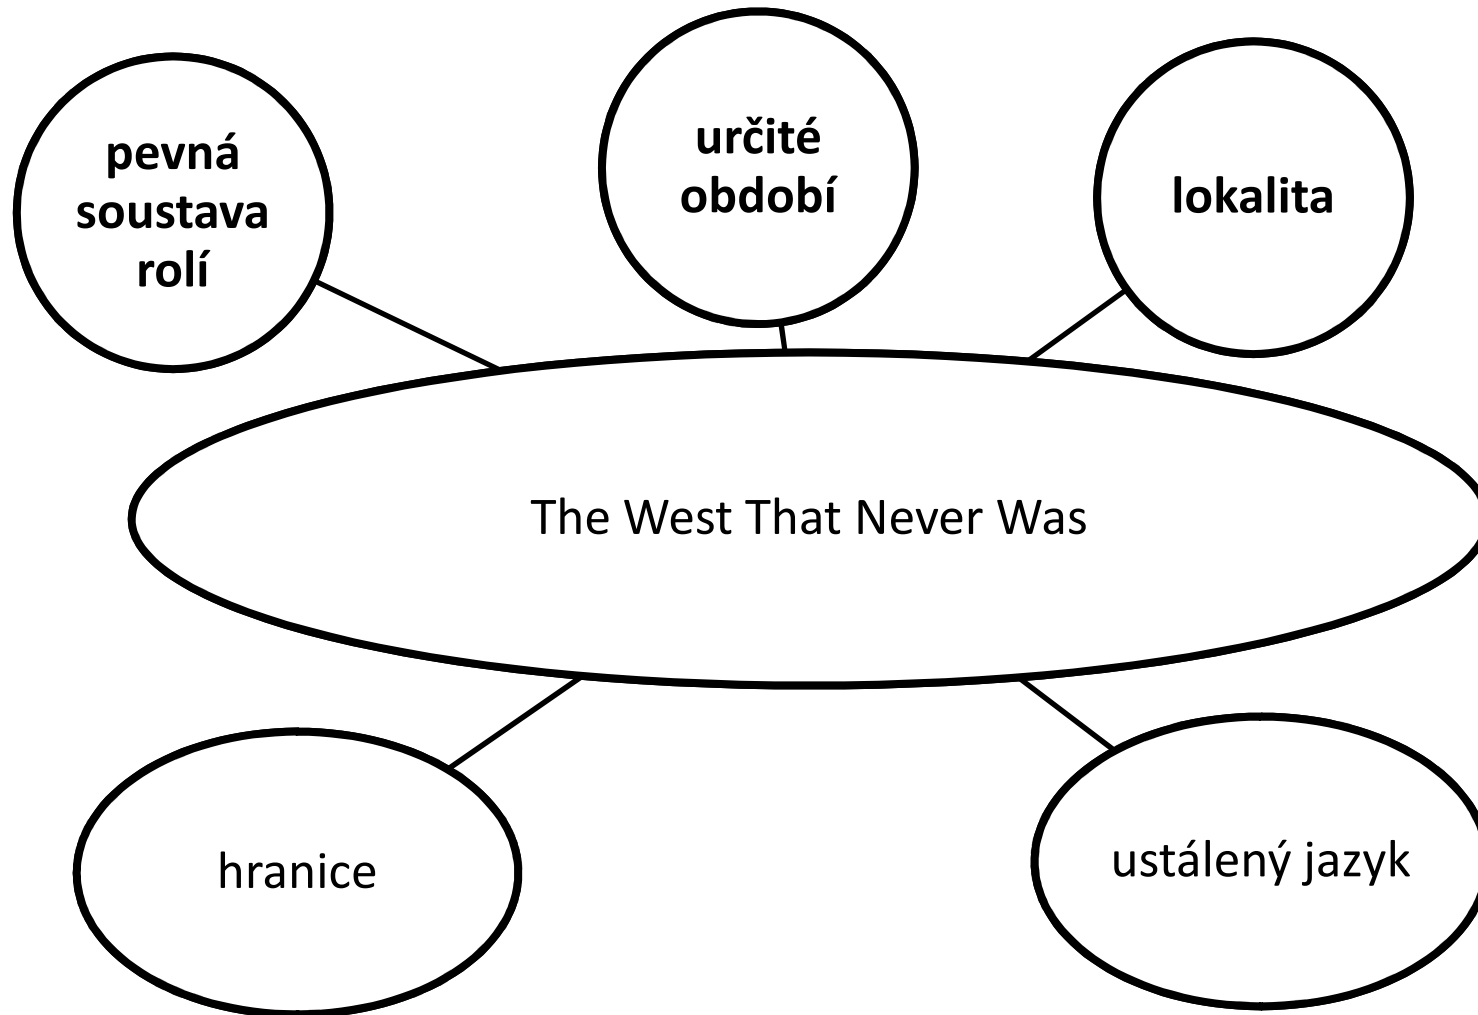 pevná
soustava
rolí
určité
období
lokalita
The West That Never Was
hranice
ustálený jazyk